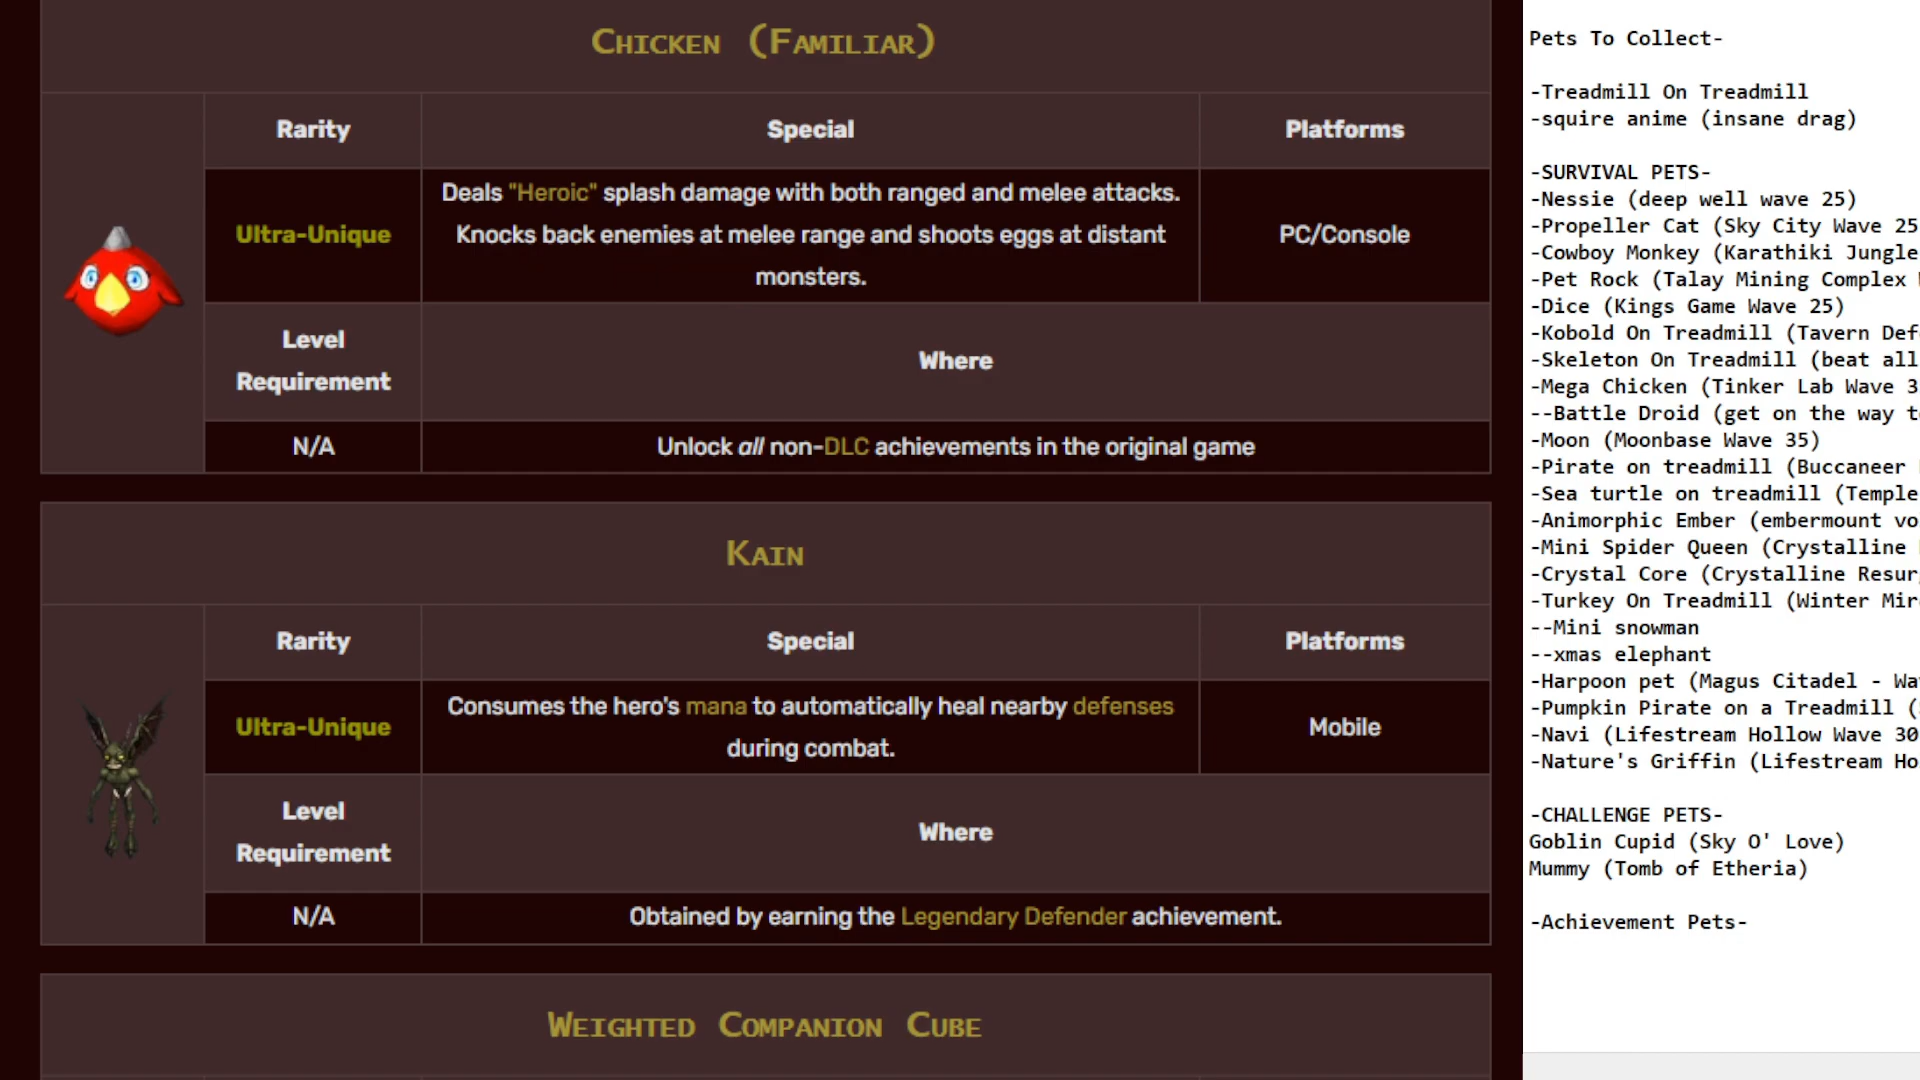 Chicken (Familiar)
Rarity
Special
Platforms
Ultra-Unique
Deals "Heroic" splash damage with both ranged and melee attacks.
Knocks back enemies at melee range and shoots eggs at distant
monsters.
PC/Console
Level
Requirement
Where
N/A
Unlock all non-DLC achievements in the original game
Kain
Rarity
Special
Platforms
Ultra-Unique
Consumes the hero's mana to automatically heal nearby defenses
during combat.
Mobile
Level
Requirement
Where
N/A
Obtained by earning the Legendary Defender achievement.
Weighted Companion Cube
Pets To Collect-
-Treadmill On Treadmill
-squire anime (insane drag)
-SURVIVAL PETS-
-Nessie (deep well wave 25)
-Propeller Cat (Sky City Wave 25
-Cowboy Monkey (Karathiki Jungle
-Pet Rock (Talay Mining Complex
-Dice (Kings Game Wave 25)
-Kobold On Treadmill (Tavern Def
-Skeleton On Treadmill (beat all
-Mega Chicken (Tinker Lab Wave 3
--Battle Droid (get on the way t
-Moon (Moonbase Wave 35)
-Pirate on treadmill (Buccaneer
-Sea turtle on treadmill (Temple
-Animorphic Ember (embermount vo
-Mini Spider Queen (Crystalline
-Crystal Core (Crystalline Resur
-Turkey On Treadmill (Winter Mir
--Mini snowman
--xmas elephant
-Harpoon pet (Magus Citadel - Wa
-Pumpkin Pirate on a Treadmill (
-Navi (Lifestream Hollow Wave 30
-Nature's Griffin (Lifestream Ho
-CHALLENGE PETS-
Goblin Cupid (Sky O' Love)
Mummy (Tomb of Etheria)
-Achievement Pets-